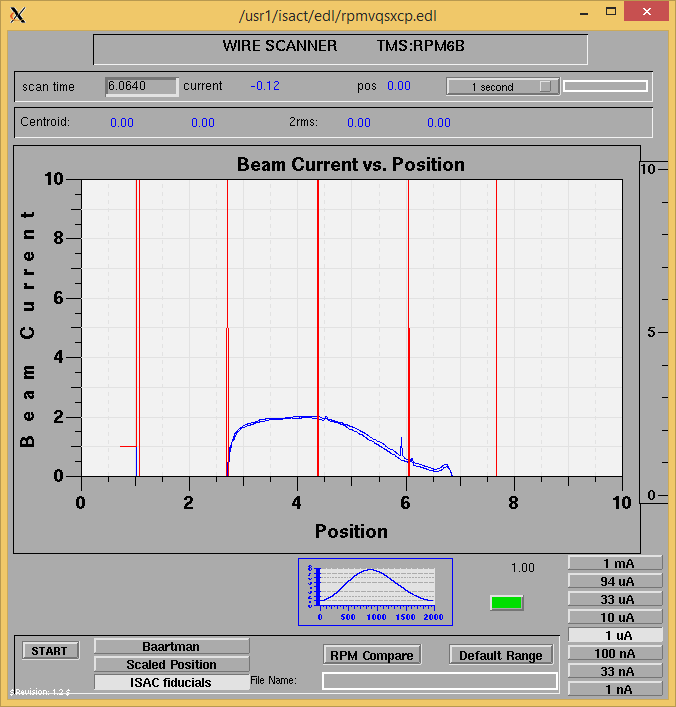 /usr1/isact/edl/rpmvqsxcp.edl
WIRE SCANNER TMS:RPM6B
scan time 6.0640 current -0.12 pos 0.00 1 second
Centroid: 0.00 0.00 2rms: 0.00 0.00
Beam Current vs. Position
10
8
6
4
2
0
Beam Current
0 2 4 6 8 10
Position
10
5
0
0 500 1000 1500 2000
1.00
1 mA
94 uA
33 uA
10 uA
1 uA
100 nA
33 nA
1 nA
START
Baartman
Scaled Position
ISAC fiducials
RPM Compare
Default Range
File Name:
$Revision: 1.2 $